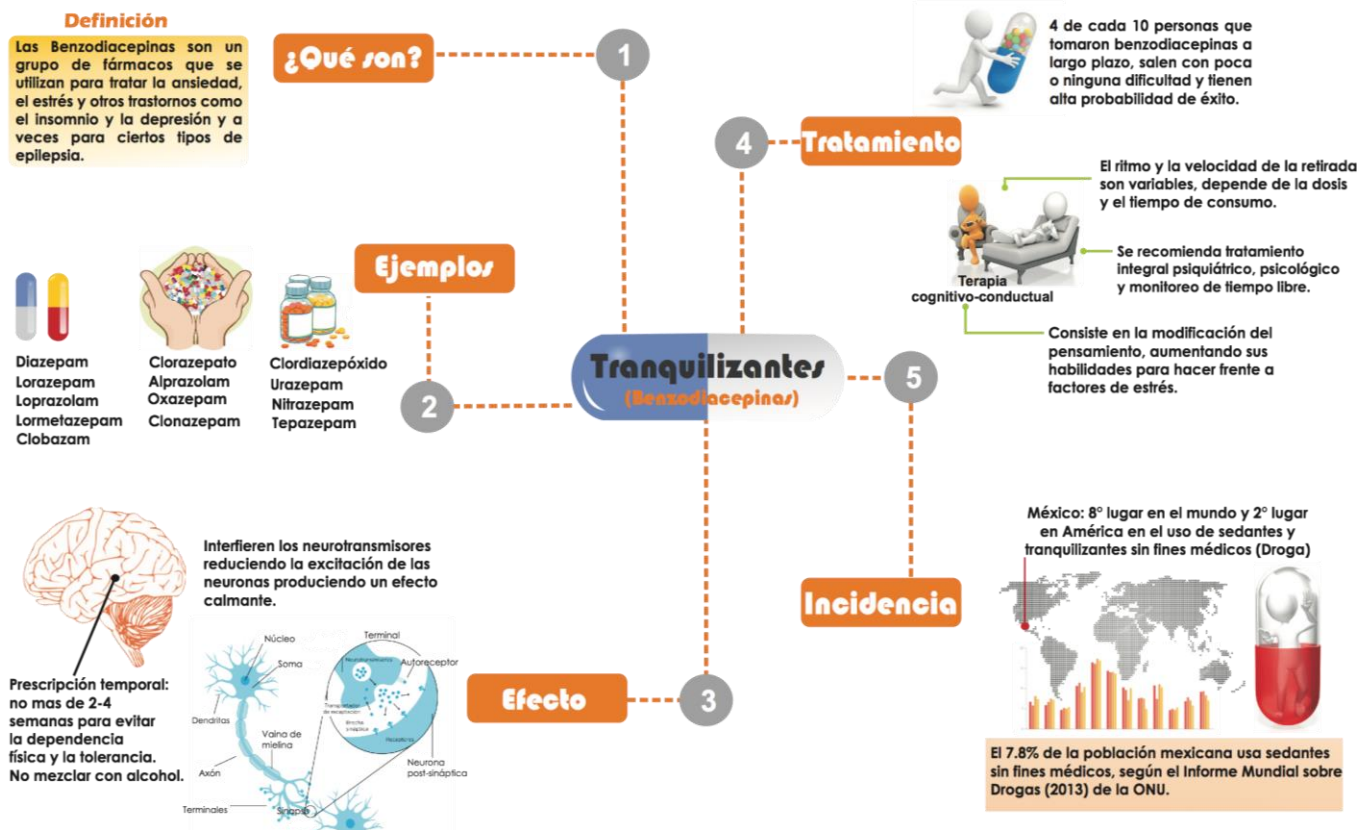 Definición
Las Benzodiacepinas son un
grupo de fármacos que se
utilizan para tratar la ansiedad,
el estrés y otros trastornos como
el insomnio y la depresión y a
veces para ciertos tipos de
epilepsia.
¿Qué son?
1
Ejemplos
2
Diazepam
Lorazepam
Loprazolam
Lormetazepam
Clobazam
Clorazepato
Alprazolam
Oxazepam
Clonazepam
Clordiazepóxido
Urazepam
Nitrazepam
Tepazepam
Tranquilizantes
(Benzodiacepinas)
Efecto
3
Interfieren los neurotransmisores
reduciendo la excitación de las
neuronas produciendo un efecto
calmante.
Prescripción temporal:
no mas de 2-4
semanas para evitar
la dependencia
física y la tolerancia.
No mezclar con alcohol.
Núcleo
Soma
Dendritas
Vaina de
mielina
Axón
Terminales
Sinapsis
Terminal
Neurotransmisores
Autoreceptor
Transportador
de recaptación
Receptores
Neurona
post-sináptica
4
Tratamiento
4 de cada 10 personas que
tomaron benzodiacepinas a
largo plazo, salen con poca
o ninguna dificultad y tienen
alta probabilidad de éxito.
El ritmo y la velocidad de la retirada
son variables, depende de la dosis
y el tiempo de consumo.
Se recomienda tratamiento
integral psiquiátrico, psicológico
y monitoreo de tiempo libre.
Terapia
cognitivo-conductual
Consiste en la modificación del
pensamiento, aumentando sus
habilidades para hacer frente a
factores de estrés.
5
Incidencia
México: 8° lugar en el mundo y 2° lugar
en América en el uso de sedantes y
tranquilizantes sin fines médicos (Droga)
El 7.8% de la población mexicana usa sedantes
sin fines médicos, según el Informe Mundial sobre
Drogas (2013) de la ONU.